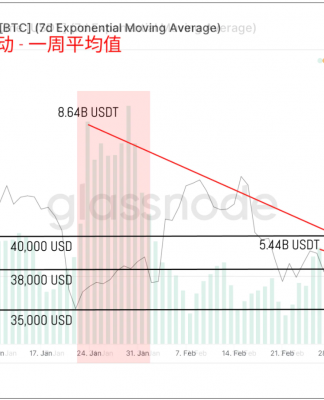 [BTC] (7d Exponential Moving Average)
动 - 一周平均值
8.64B USDT
glassnode
40,000 USD
5.44B USDT
38,000 USD
35,000 USD
17. Jan
24. Jan
31. Jan
7. Feb
14. Feb
21. Feb